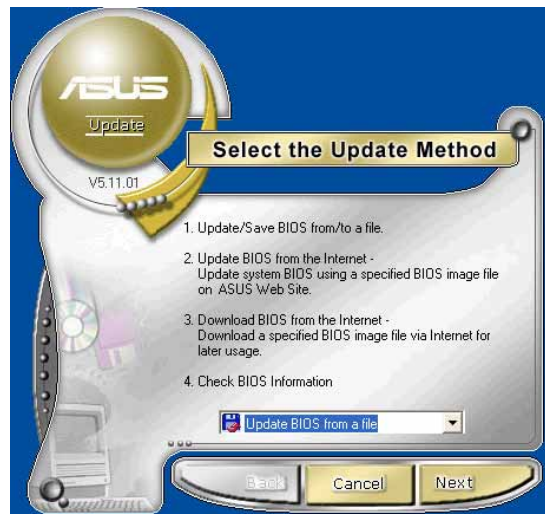 ASUS
Update
V5.11.01
Select the Update Method
1. Update/Save BIOS from/to a file.
2. Update BIOS from the Internet -
Update system BIOS using a specified BIOS image file
on ASUS Web Site.
3. Download BIOS from the Internet -
Download a specified BIOS image file via Internet for
later usage.
4. Check BIOS Information
Update BIOS from a file
Back
Cancel
Next